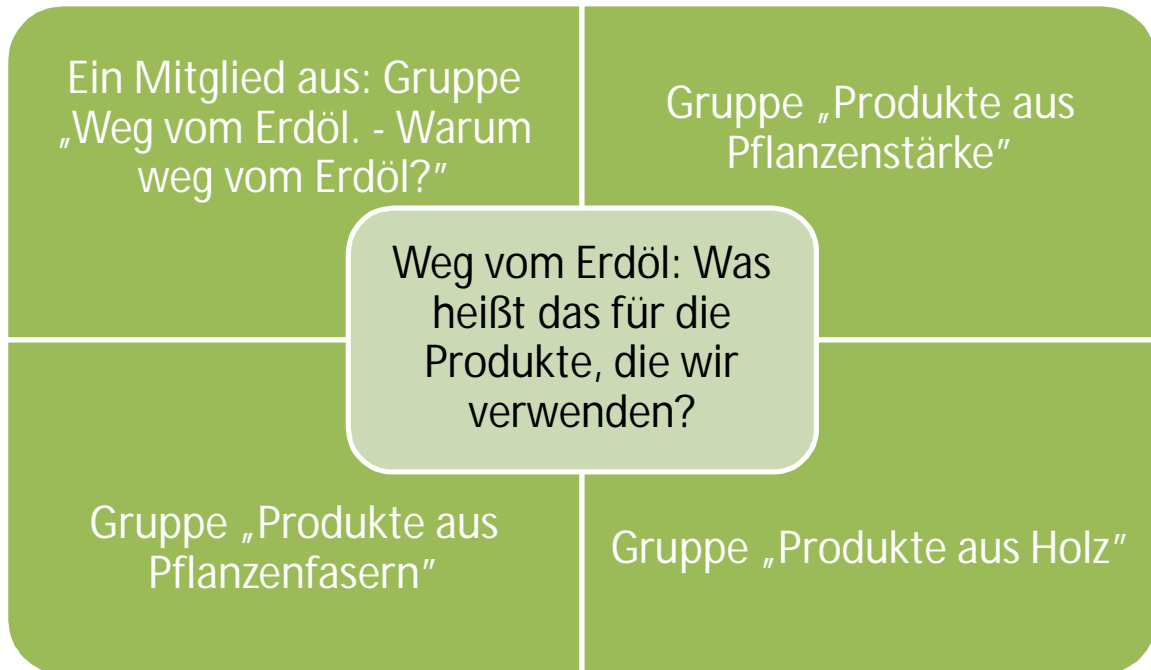 Ein Mitglied aus: Gruppe
„Weg vom Erdöl. - Warum
weg vom Erdöl?"
Gruppe „Produkte aus
Pflanzenstärke"
Weg vom Erdöl: Was
heißt das für die
Produkte, die wir
verwenden?
Gruppe „Produkte aus
Pflanzenfasern"
Gruppe „Produkte aus Holz"